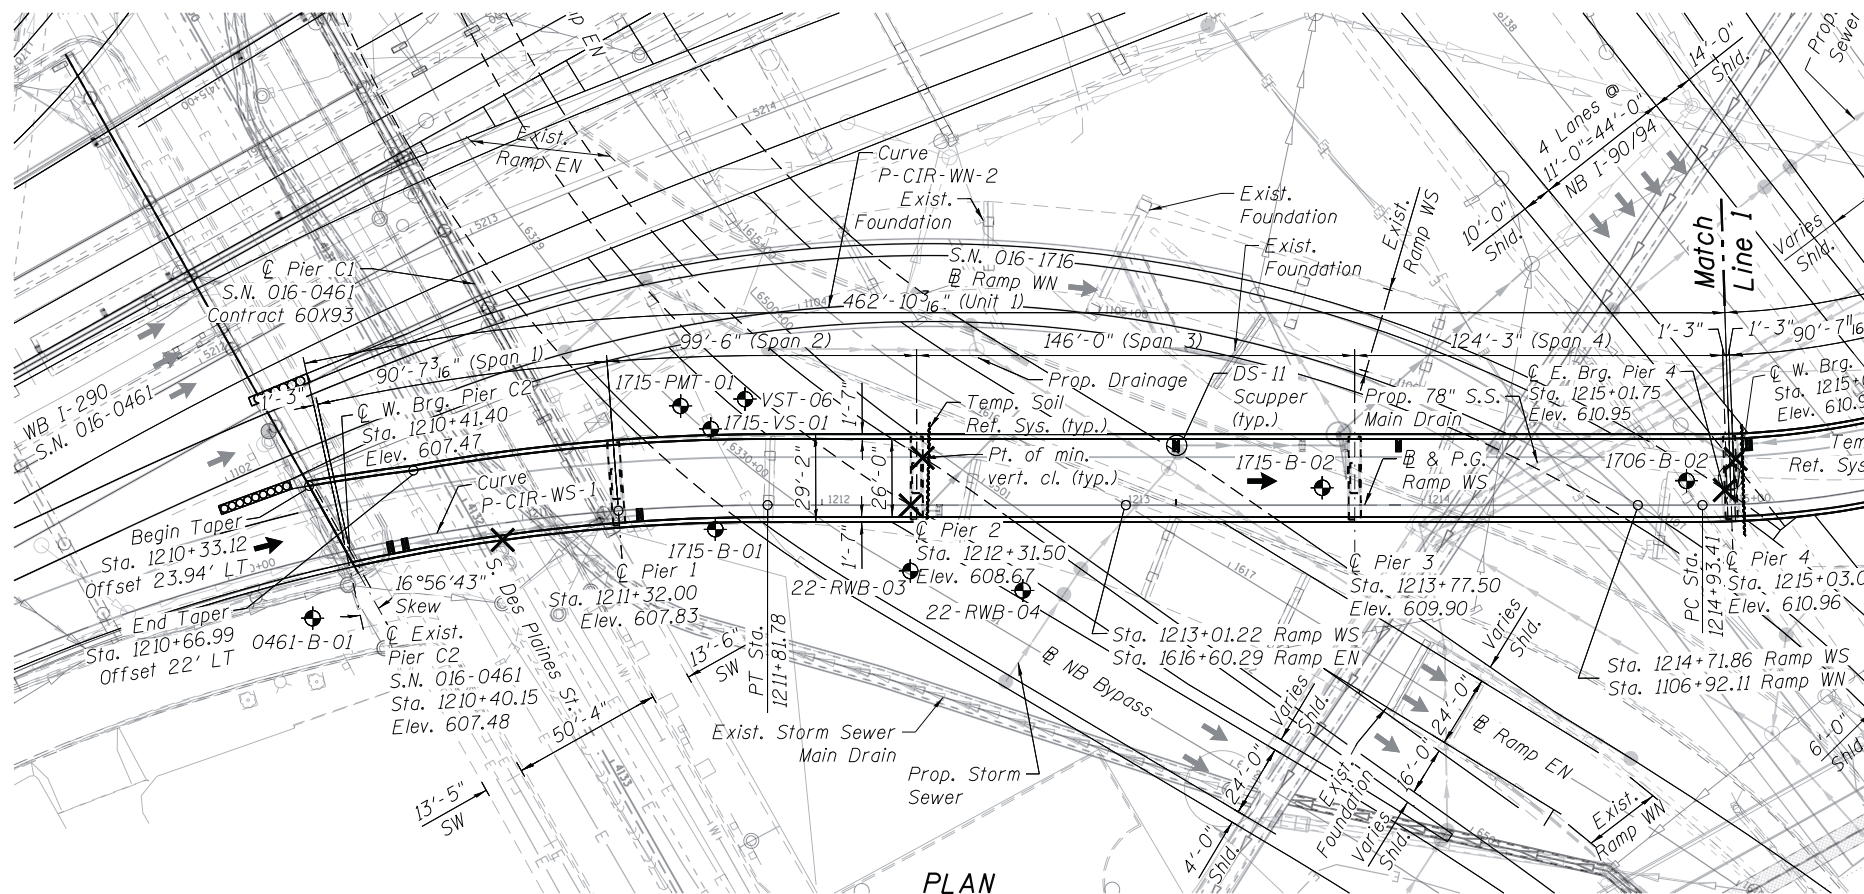 Exist.
Ramp EN
Curve
P-CIR-WN-2
Exist.
Foundation
Exist.
Foundation
Exist.
Foundation
Exist.
Ramp WS
10'-0"
Shld.
4 Lanes @
11'-0"=44'-0"
NB I-90/94
14'-0"
Shld.
Varies
Shld.
Match
Line 1
℄ Pier C1
S.N. 016-0461
Contract 60X93
S.N. 016-1716
Ramp WN
462'-10 3/16" (Unit 1)
90'-7 3/16" (Span 1)
99'-6" (Span 2)
146'-0" (Span 3)
124'-3" (Span 4)
1'-3"
1'-3"
1'-3"
WB I-290
S.N. 016-0461
℄ W. Brg. Pier C2
Sta. 1210+41.40
Elev. 607.47
1715-PMT-01
VST-06
1715-VS-01
1'-7"
Prop. Drainage
Temp. Soil
Ret. Sys. (typ.)
Pt. of min.
vert. cl. (typ.)
DS-11
Scupper
(typ.)
Prop. 78" S.S.
Main Drain
℄ E. Brg. Pier 4
Sta. 1215+01.75
Elev. 610.95
℄ W. Brg.
Ret. Sys
1715-B-02
& P.G.
Ramp WS
1706-B-02
Curve
P-CIR-WS-1
29'-2"
26'-0"
1'-7"
Begin Taper
Sta. 1210+33.12
Offset 23.94' LT
End Taper
Sta. 1210+66.99
Offset 22' LT
0461-B-01
16°56'43"
Skew
℄ Exist.
Pier C2
S.N. 016-0461
Sta. 1210+40.15
Elev. 607.48
S. Des Plaines St.
1715-B-01
℄ Pier 1
Sta. 1211+32.00
Elev. 607.83
℄ Pier 2
Sta. 1212+31.50
Elev. 608.67
22-RWB-03
22-RWB-04
℄ Pier 3
Sta. 1213+77.50
Elev. 609.90
PC Sta.
1214+93.41
℄ Pier 4
Elev. 610.96
13'-6"
SW
PT Sta.
1211+81.78
50'-4"
13'-5"
SW
Sta. 1213+01.22 Ramp WS
Sta. 1616+60.29 Ramp EN
Sta. 1214+71.86 Ramp WS
Sta. 1106+92.11 Ramp WN
NB Bypass
Exist. Storm Sewer
Main Drain
Prop. Storm
Sewer
Varies
Shld.
Varies
Shld.
24'-0"
24'-0"
4'-0"
Shld.
6'-0"
Exist.
Foundation
Varies
Shld.
Ramp EN
Exist.
Ramp WN
6'-0"
Shld.
PLAN